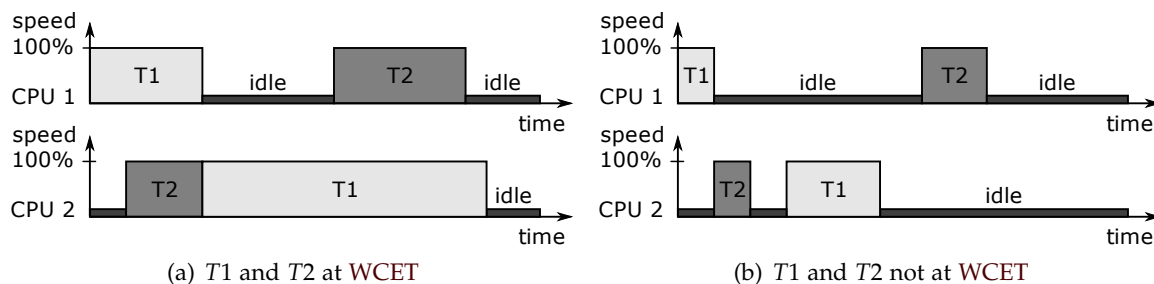 speed
100%
T1
idle
T2
idle
CPU 1
time
speed
100%
T2
T1
idle
CPU 2
time
(a) T1 and T2 at WCET
speed
100%
T1
idle
T2
idle
CPU 1
time
speed
100%
T2
T1
idle
CPU 2
time
(b) T1 and T2 not at WCET